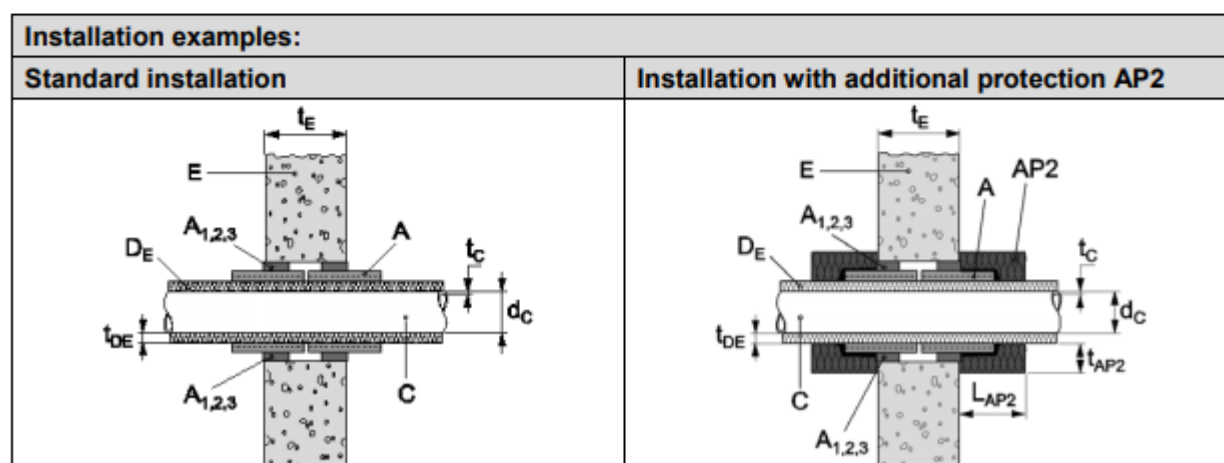 Installation examples:
Standard installation
Installation with additional protection AP2
tE
E
A1,2,3
A
DE
tC
dC
tDE
A1,2,3
C
tE
E
AP2
A
A1,2,3
DE
tC
dC
tDE
tAP2
C
LAP2
A1,2,3